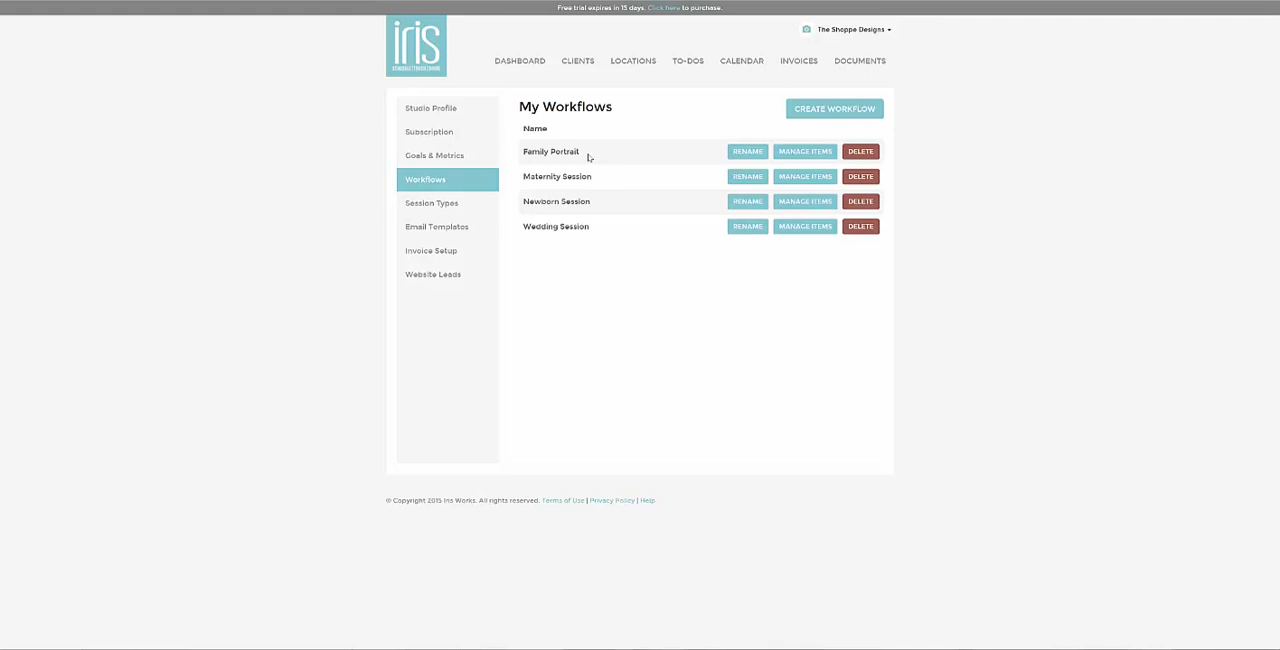 Free trial expires in 15 days. Click here to purchase.
iris
The Shoppe Designs
DASHBOARD CLIENTS LOCATIONS TO-DOS CALENDAR INVOICES DOCUMENTS
Studio Profile
Subscription
Goals & Metrics
Workflows
Session Types
Email Templates
Invoice Setup
Website Leads
My Workflows CREATE WORKFLOW
Name
Family Portrait RENAME MANAGE ITEMS DELETE
Maternity Session RENAME MANAGE ITEMS DELETE
Newborn Session RENAME MANAGE ITEMS DELETE
Wedding Session RENAME MANAGE ITEMS DELETE
© Copyright 2015 Iris Works. All rights reserved. Terms of Use | Privacy Policy | Help